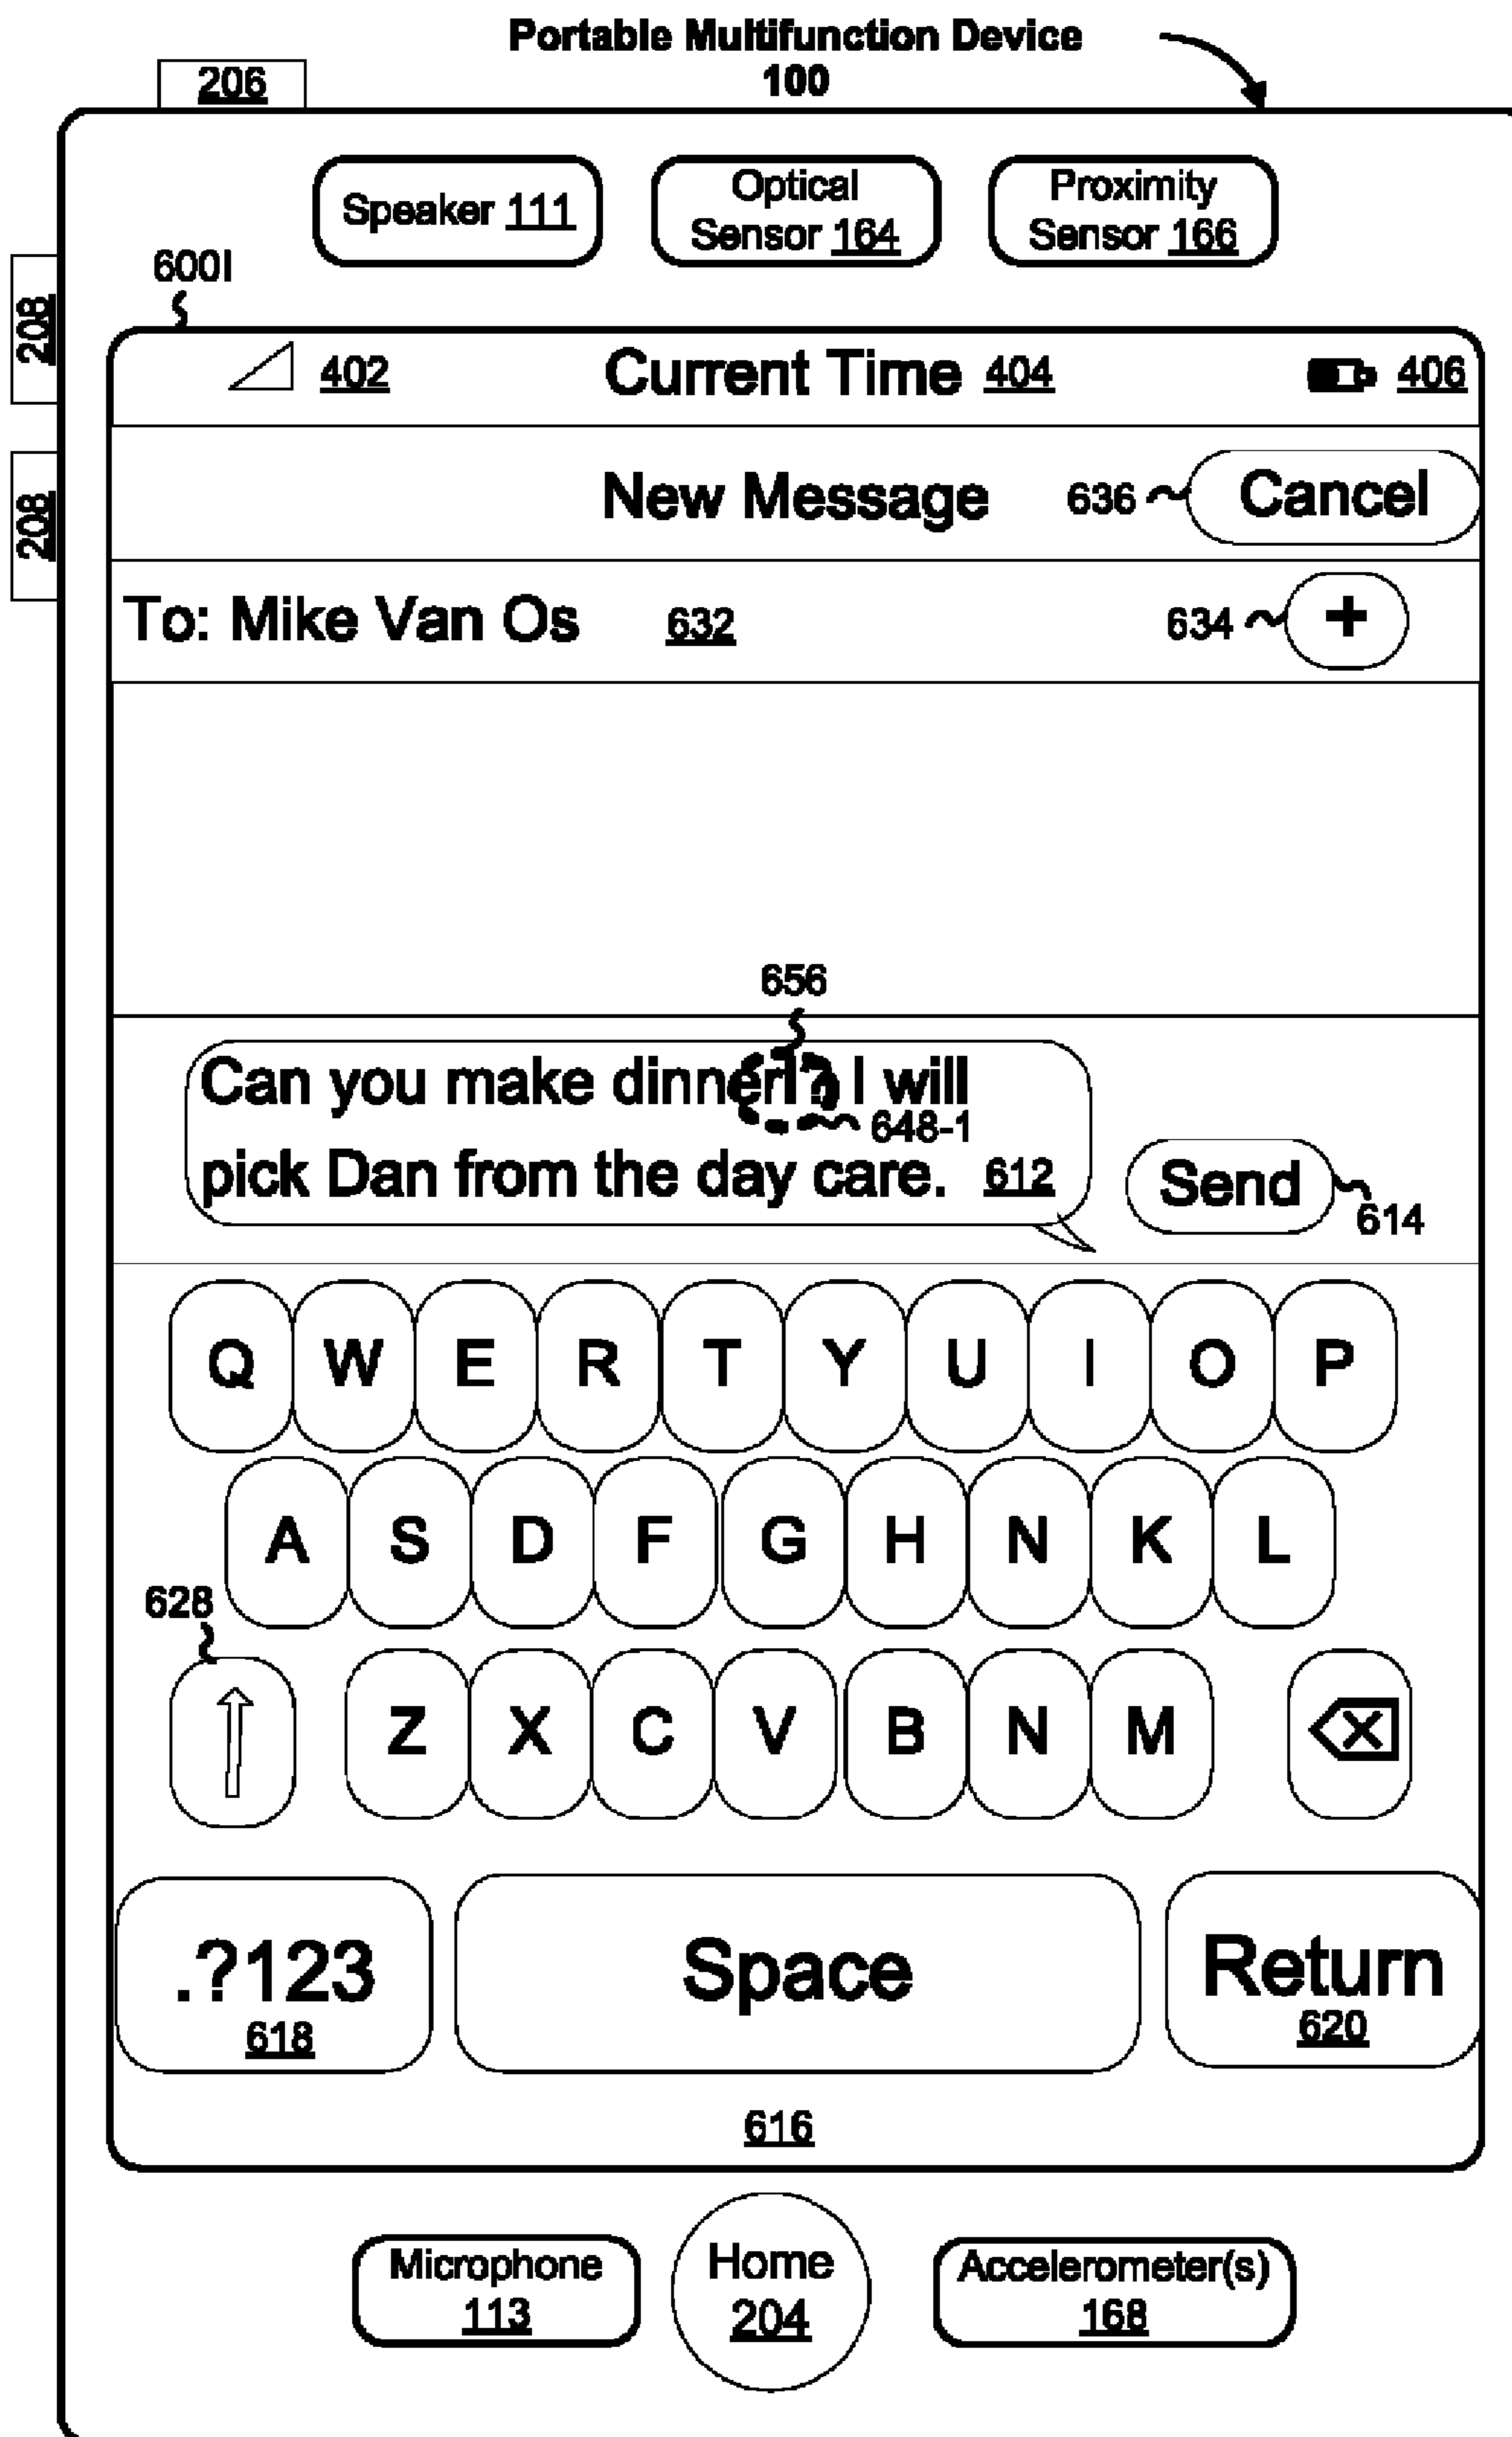 Portable Multifunction Device
100
206
Speaker 111
Optical
Sensor 164
Proximity
Sensor 166
600I
208
208
402
Current Time 404
406
New Message
636
Cancel
To: Mike Van Os 632
634
+
656
Can you make dinner? I will
648-1
pick Dan from the day care. 612
Send
614
Q W E R T Y U I O P
A S D F G H N K L
628
Z X C V B N M
.?123
618
Space
Return
620
616
Microphone
113
Home
204
Accelerometer(s)
168